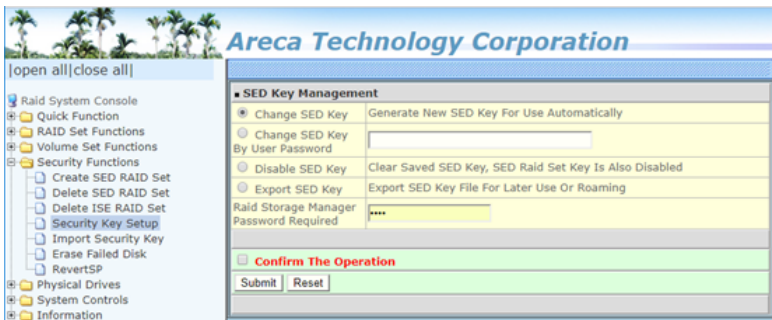 Areca Technology Corporation
|open all|close all|
Raid System Console
Quick Function
RAID Set Functions
Volume Set Functions
Security Functions
Create SED RAID Set
Delete SED RAID Set
Delete ISE RAID Set
Security Key Setup
Import Security Key
Erase Failed Disk
RevertSP
Physical Drives
System Controls
Information
SED Key Management
Change SED Key Generate New SED Key For Use Automatically
Change SED Key
By User Password
Disable SED Key Clear Saved SED Key, SED Raid Set Key Is Also Disabled
Export SED Key Export SED Key File For Later Use Or Roaming
Raid Storage Manager
Password Required ••••
Confirm The Operation
Submit Reset